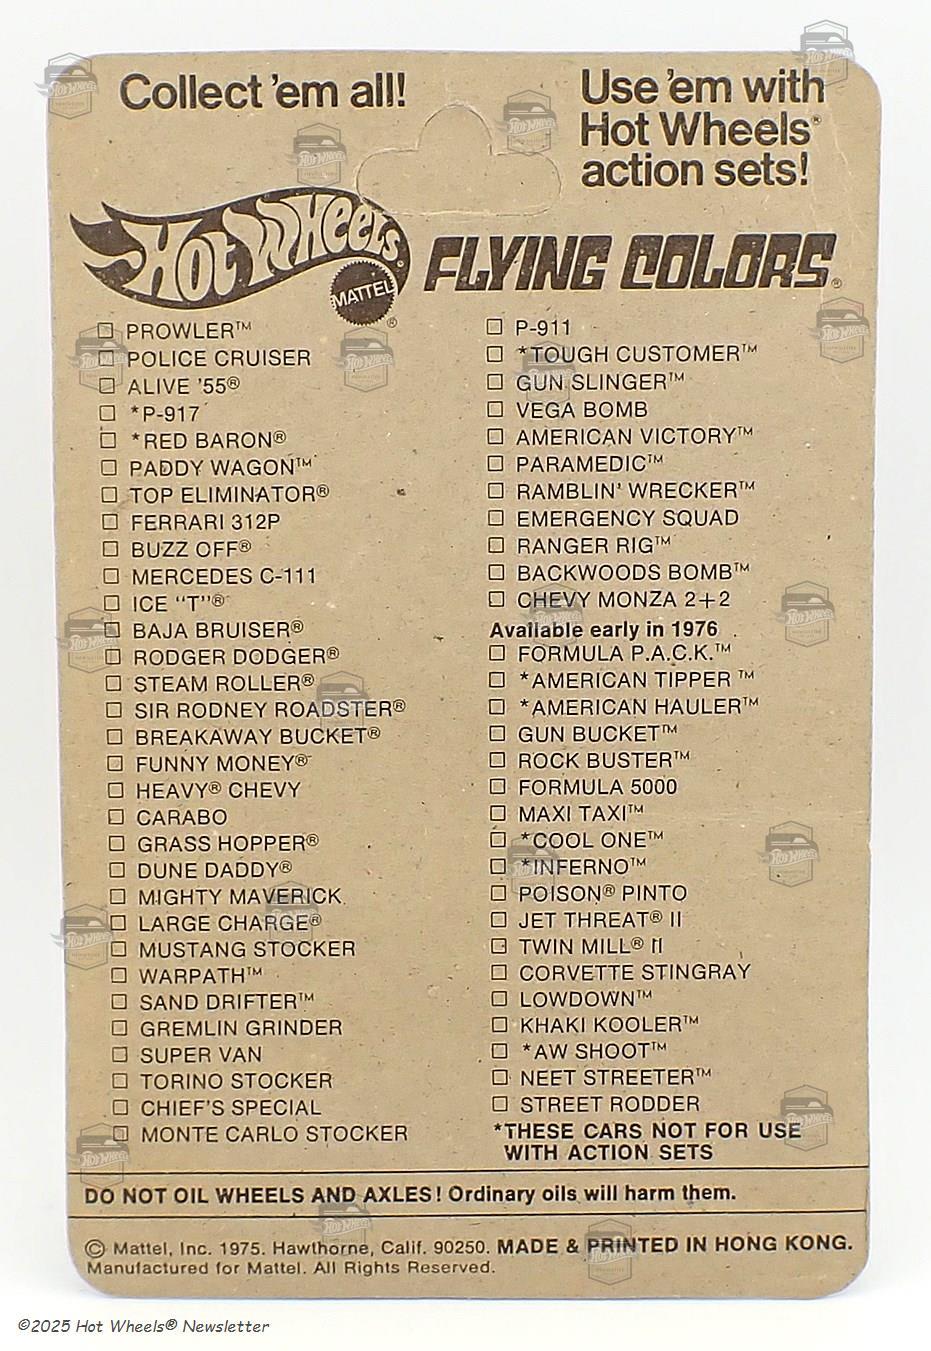 Collect 'em all!
Use 'em with
Hot Wheels®
action sets!
Hot Wheels®
MATTEL®
FLYING COLORS®
☐ PROWLER™
☐ POLICE CRUISER
☐ ALIVE '55®
☐ *P-917
☐ *RED BARON®
☐ PADDY WAGON™
☐ TOP ELIMINATOR®
☐ FERRARI 312P
☐ BUZZ OFF®
☐ MERCEDES C-111
☐ ICE "T"®
☐ BAJA BRUISER®
☐ RODGER DODGER®
☐ STEAM ROLLER®
☐ SIR RODNEY ROADSTER®
☐ BREAKAWAY BUCKET®
☐ FUNNY MONEY®
☐ HEAVY® CHEVY
☐ CARABO
☐ GRASS HOPPER®
☐ DUNE DADDY®
☐ MIGHTY MAVERICK
☐ LARGE CHARGE®
☐ MUSTANG STOCKER
☐ WARPATH™
☐ SAND DRIFTER™
☐ GREMLIN GRINDER
☐ SUPER VAN
☐ TORINO STOCKER
☐ CHIEF'S SPECIAL
☐ MONTE CARLO STOCKER
☐ P-911
☐ *TOUGH CUSTOMER™
☐ GUN SLINGER™
☐ VEGA BOMB
☐ AMERICAN VICTORY™
☐ PARAMEDIC™
☐ RAMBLIN' WRECKER™
☐ EMERGENCY SQUAD
☐ RANGER RIG™
☐ BACKWOODS BOMB™
☐ CHEVY MONZA 2+2
Available early in 1976
☐ FORMULA P.A.C.K.™
☐ *AMERICAN TIPPER ™
☐ *AMERICAN HAULER™
☐ GUN BUCKET™
☐ ROCK BUSTER™
☐ FORMULA 5000
☐ MAXI TAXI™
☐ *COOL ONE™
☐ *INFERNO™
☐ POISON® PINTO
☐ JET THREAT® II
☐ TWIN MILL® II
☐ CORVETTE STINGRAY
☐ LOWDOWN™
☐ KHAKI KOOLER™
☐ *AW SHOOT™
☐ NEET STREETER™
☐ STREET RODDER
*THESE CARS NOT FOR USE
WITH ACTION SETS
DO NOT OIL WHEELS AND AXLES! Ordinary oils will harm them.
© Mattel, Inc. 1975. Hawthorne, Calif. 90250. MADE & PRINTED IN HONG KONG.
Manufactured for Mattel. All Rights Reserved.
©2025 Hot Wheels® Newsletter